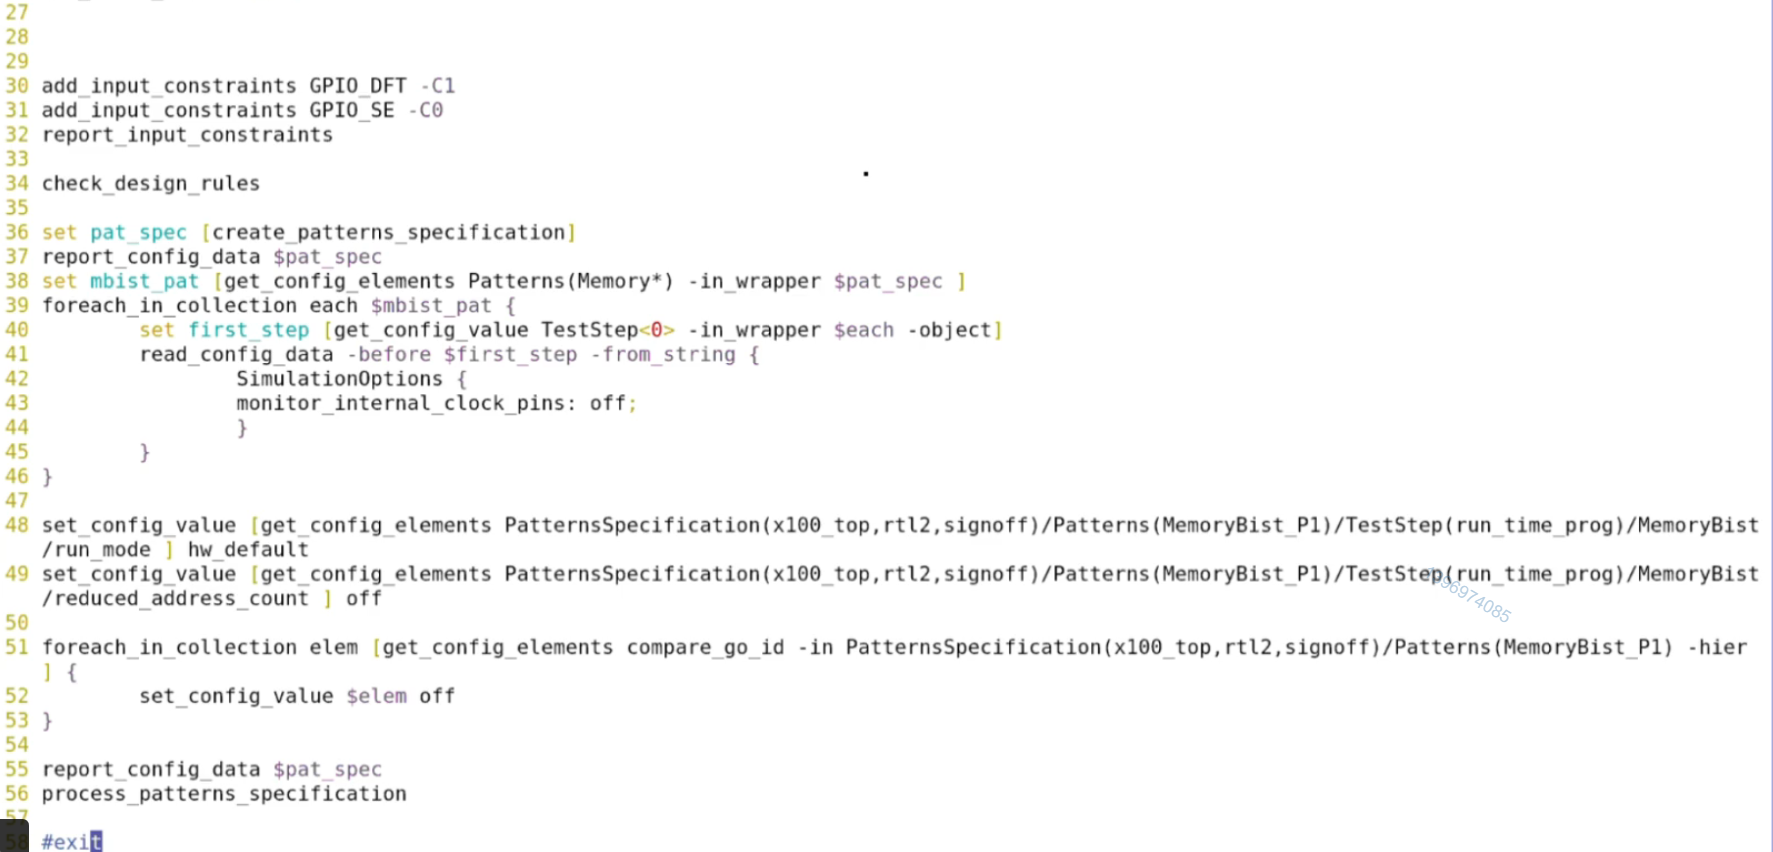 27
28
29
30 add_input_constraints GPIO_DFT -C1
31 add_input_constraints GPIO_SE -C0
32 report_input_constraints
33
34 check_design_rules
35
36 set pat_spec [create_patterns_specification]
37 report_config_data $pat_spec
38 set mbist_pat [get_config_elements Patterns(Memory*) -in_wrapper $pat_spec ]
39 foreach_in_collection each $mbist_pat {
40         set first_step [get_config_value TestStep<0> -in_wrapper $each -object]
41         read_config_data -before $first_step -from_string {
42                 SimulationOptions {
43                 monitor_internal_clock_pins: off;
44                 }
45         }
46 }
47
48 set_config_value [get_config_elements PatternsSpecification(x100_top,rtl2,signoff)/Patterns(MemoryBist_P1)/TestStep(run_time_prog)/MemoryBist
/run_mode ] hw_default
49 set_config_value [get_config_elements PatternsSpecification(x100_top,rtl2,signoff)/Patterns(MemoryBist_P1)/TestStep(run_time_prog)/MemoryBist
/reduced_address_count ] off
50
51 foreach_in_collection elem [get_config_elements compare_go_id -in PatternsSpecification(x100_top,rtl2,signoff)/Patterns(MemoryBist_P1) -hier
] {
52         set_config_value $elem off
53 }
54
55 report_config_data $pat_spec
56 process_patterns_specification
57
58 #exit